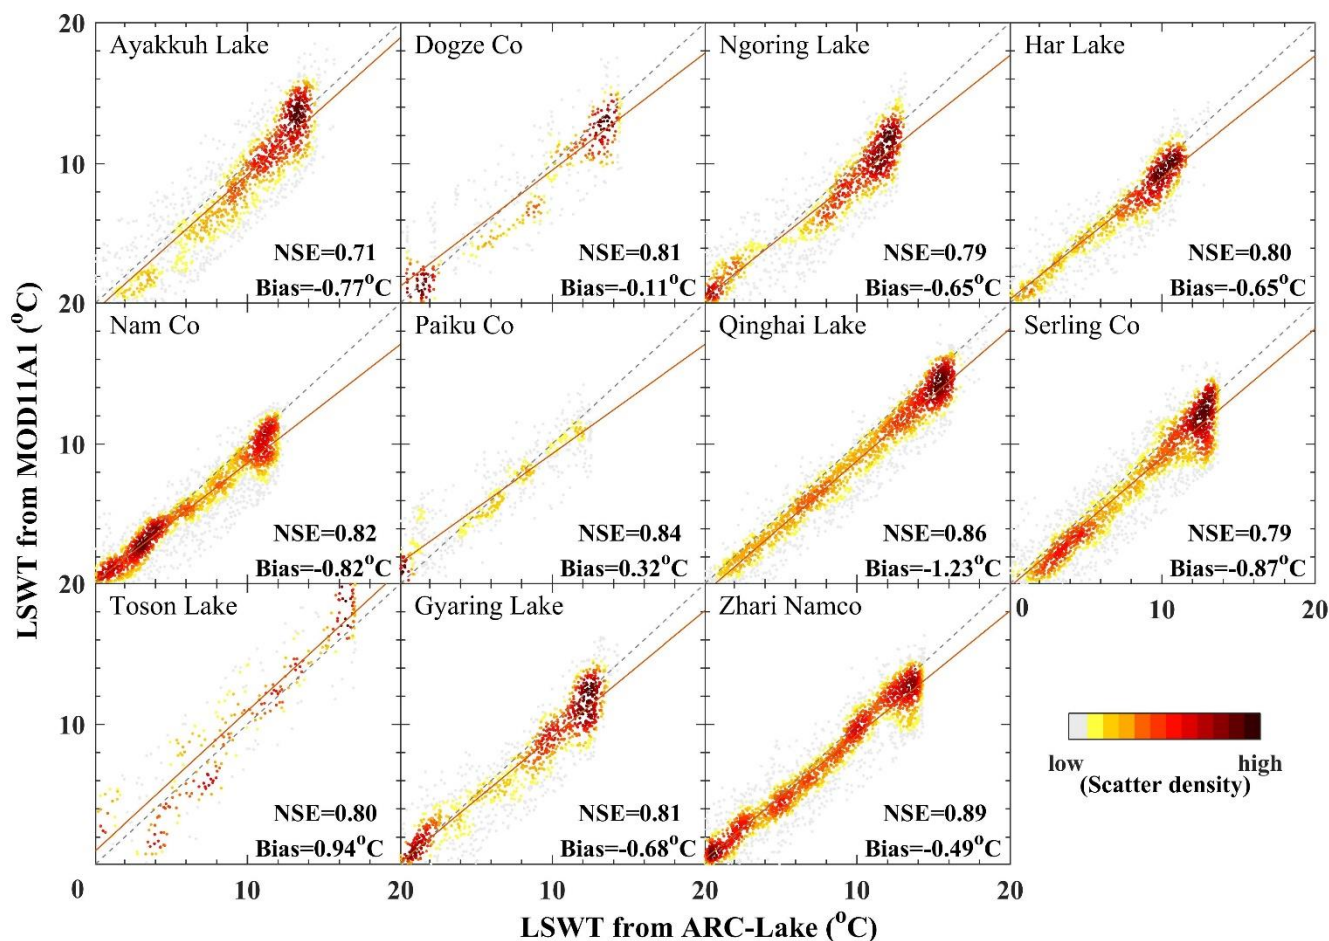 20
Ayakkuh Lake
Dogze Co
Ngoring Lake
Har Lake
10
NSE=0.71
Bias=-0.77°C
NSE=0.81
Bias=-0.11°C
NSE=0.79
Bias=-0.65°C
NSE=0.80
Bias=-0.65°C
20
Nam Co
Paiku Co
Qinghai Lake
Serling Co
10
NSE=0.82
Bias=-0.82°C
NSE=0.84
Bias=0.32°C
NSE=0.86
Bias=-1.23°C
NSE=0.79
Bias=-0.87°C
20
0
10
20
Toson Lake
Gyaring Lake
Zhari Namco
10
NSE=0.80
Bias=0.94°C
NSE=0.81
Bias=-0.68°C
NSE=0.89
Bias=-0.49°C
low
high
(Scatter density)
0
0
10
20
10
20
10
20
LSWT from MOD11A1 (°C)
LSWT from ARC-Lake (°C)